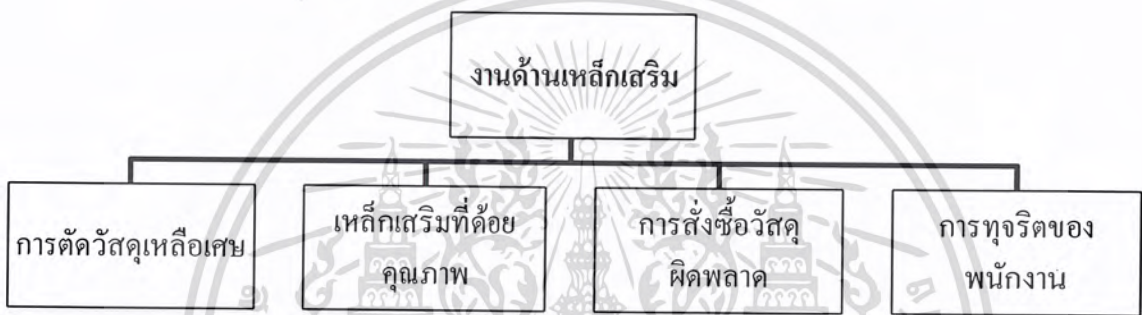 งานด้านเหล็กเสริม
การตัดวัสดุเหลือเศษ
เหล็กเสริมที่ด้อย
คุณภาพ
การสั่งซื้อวัสดุ
ผิดพลาด
การทุจริตของ
พนักงาน